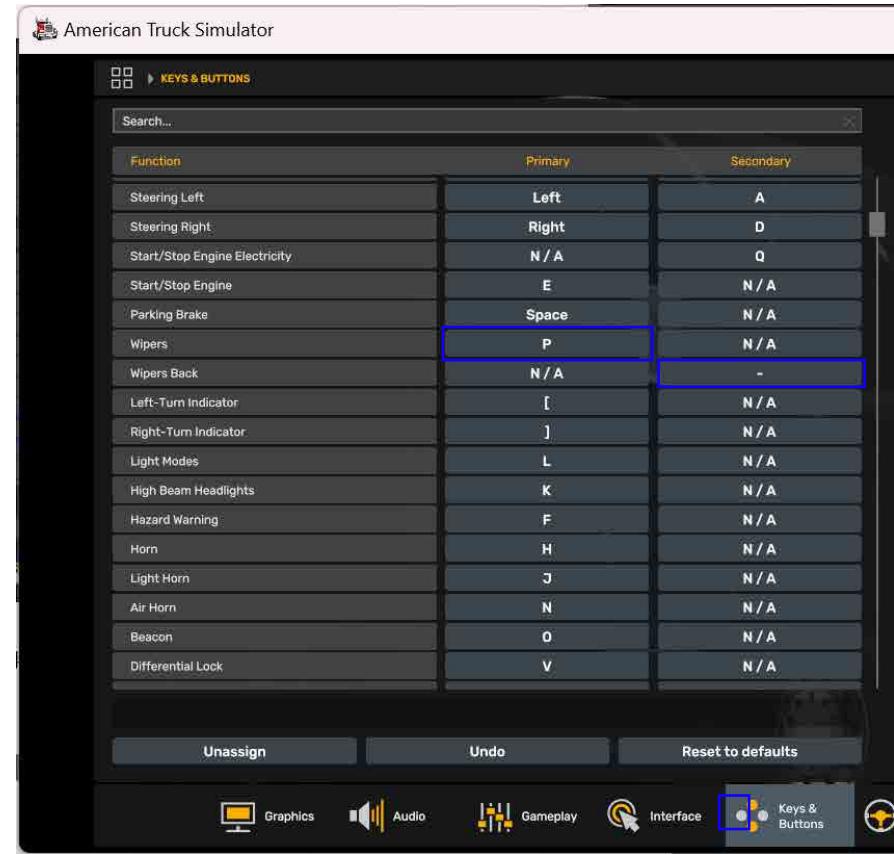 American Truck Simulator
KEYS & BUTTONS
Search...
Function Primary Secondary
Steering Left Left A
Steering Right Right D
Start/Stop Engine Electricity N / A Q
Start/Stop Engine E N / A
Parking Brake Space N / A
Wipers P N / A
Wipers Back N / A -
Left-Turn Indicator [ N / A
Right-Turn Indicator ] N / A
Light Modes L N / A
High Beam Headlights K N / A
Hazard Warning F N / A
Horn H N / A
Light Horn J N / A
Air Horn N N / A
Beacon O N / A
Differential Lock V N / A
Unassign Undo Reset to defaults
Graphics Audio Gameplay Interface Keys &
Buttons